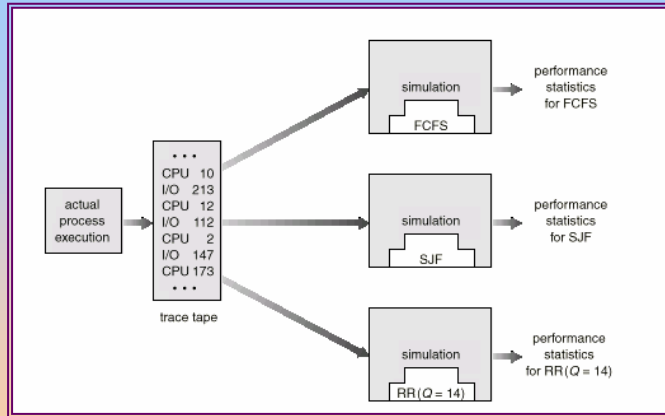 actual
process
execution
• • •
CPU 10
I/O 213
CPU 12
I/O 112
CPU 2
I/O 147
CPU 173
• • •
trace tape
simulation
FCFS
performance
statistics
for FCFS
simulation
SJF
performance
statistics
for SJF
simulation
RR (Q = 14)
performance
statistics
for RR (Q = 14)